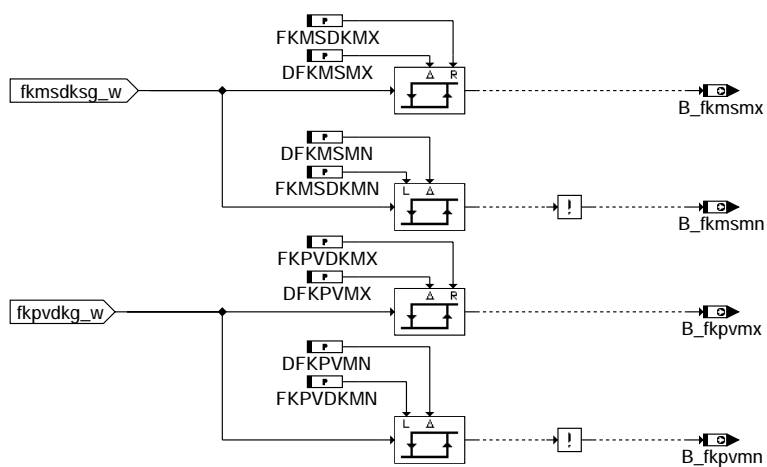 P
FKMSDKMX
P
DFKMSMX
Δ R
fkmsdksg_w
B_fkmsmx
P
DFKMSMN
P
FKMSDKMN
L Δ
!
B_fkmsmn
P
FKPVDKMX
P
DFKPVMX
Δ R
fkpvdkg_w
B_fkpvmx
P
DFKPVMN
P
FKPVDKMN
L Δ
!
B_fkpvmn